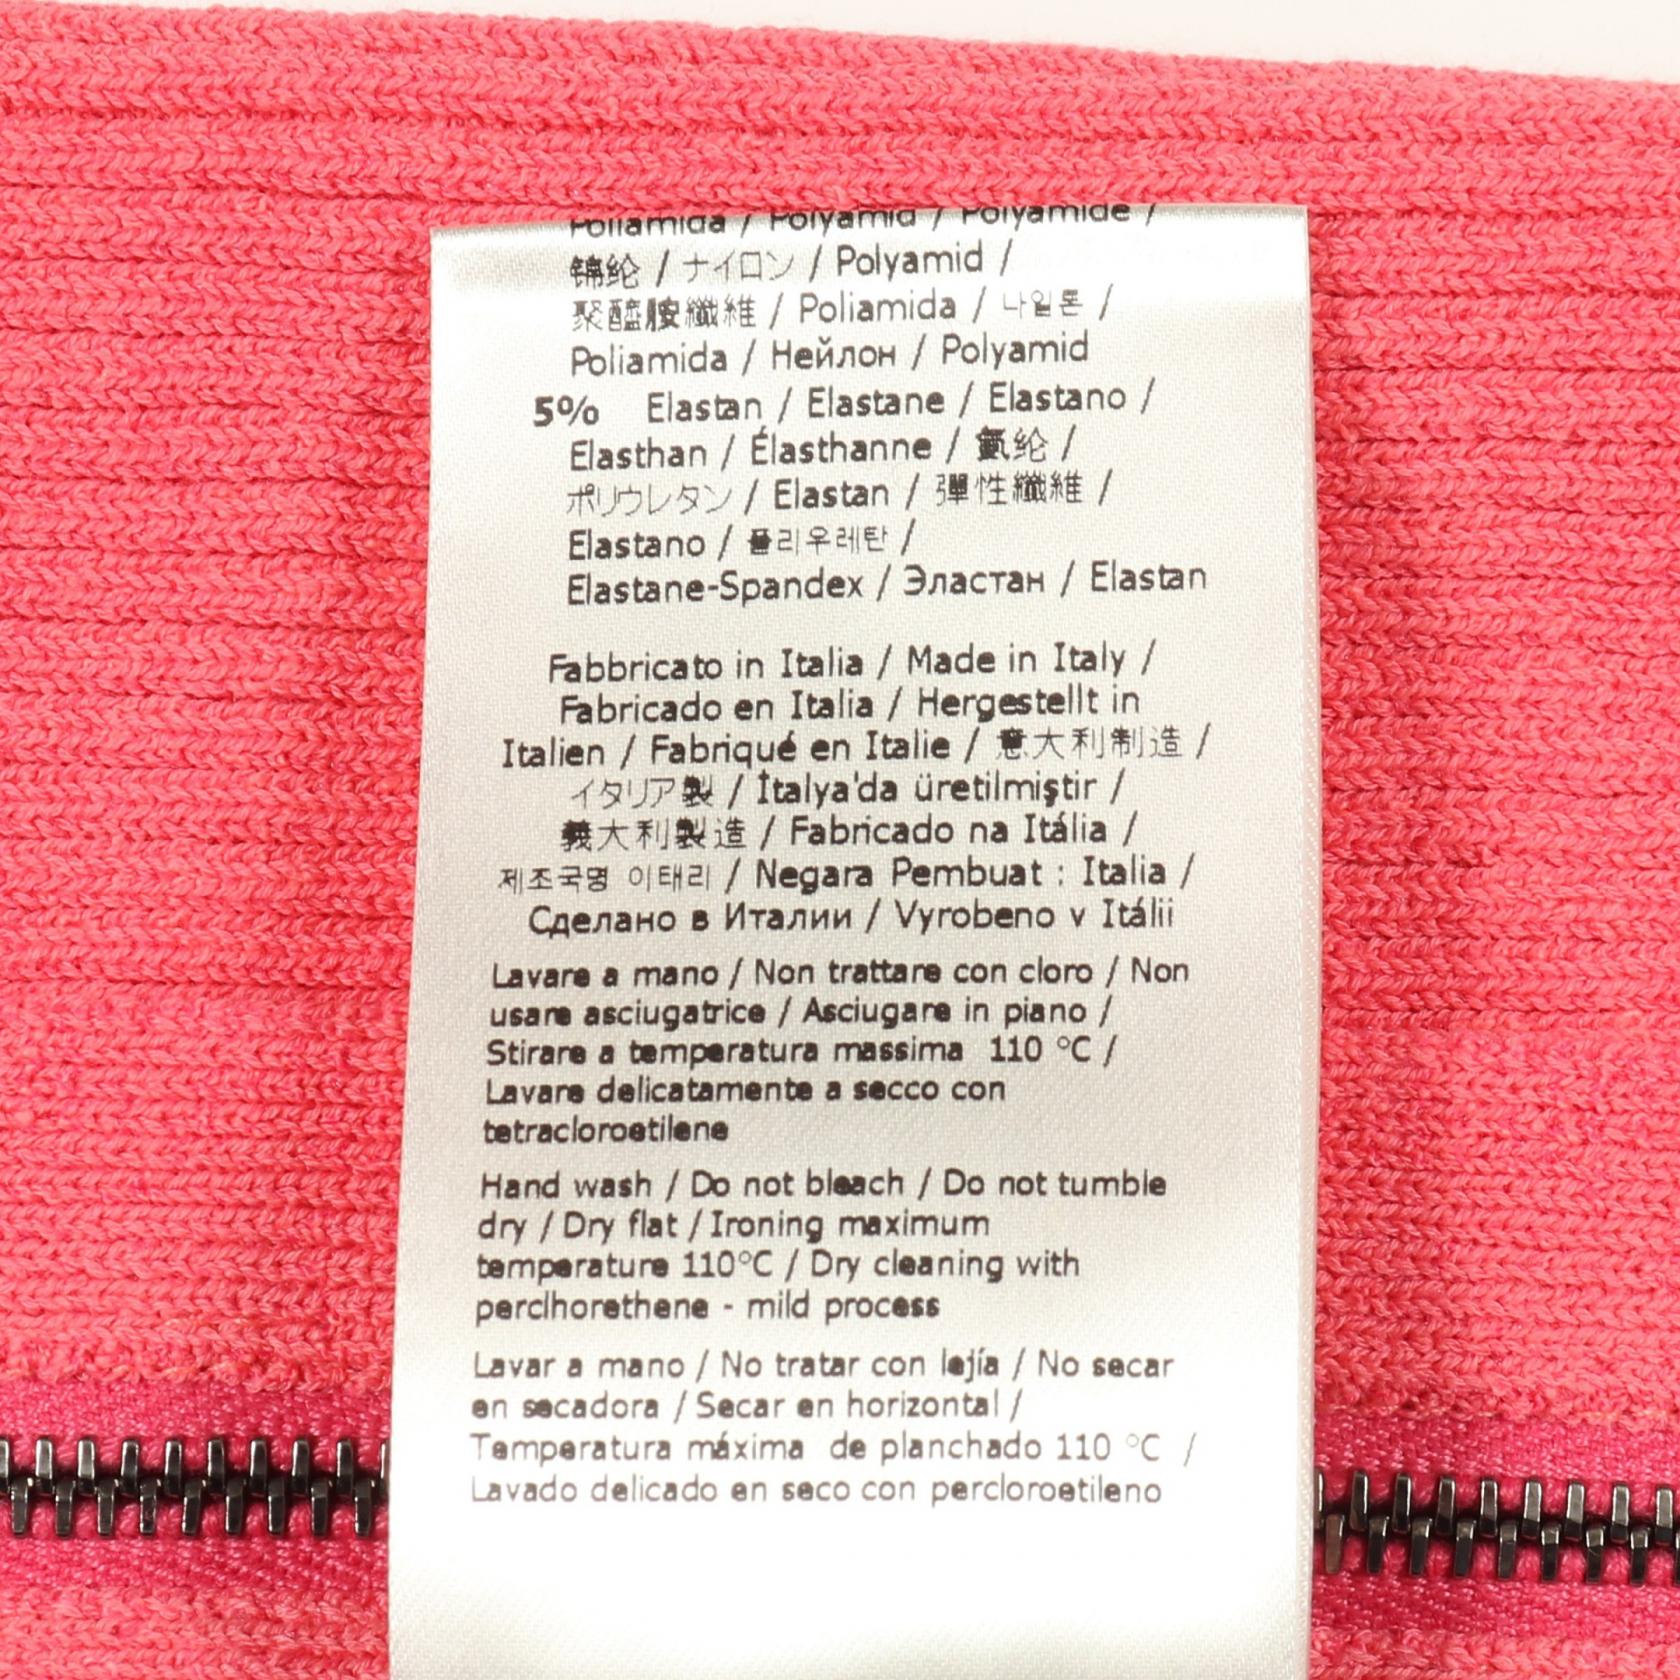 Poliamida / Polyamid / Polyamide /
锦纶 / ナイロン / Polyamid /
聚醯胺纖維 / Poliamida / 나일론 /
Poliamida / Нейлон / Polyamid
5% Elastan / Elastane / Elastano /
Elasthan / Élasthanne / 氨纶 /
ポリウレタン / Elastan / 彈性纖維 /
Elastano / 폴리우레탄 /
Elastane-Spandex / Эластан / Elastan
Fabbricato in Italia / Made in Italy /
Fabricado en Italia / Hergestellt in
Italien / Fabriqué en Italie / 意大利制造 /
イタリア製 / İtalya'da üretilmiştir /
義大利製造 / Fabricado na Itália /
제조국명 이태리 / Negara Pembuat : Italia /
Сделано в Италии / Vyrobeno v Itálii
Lavare a mano / Non trattare con cloro / Non
usare asciugatrice / Asciugare in piano /
Stirare a temperatura massima 110 °C /
Lavare delicatamente a secco con
tetracloroetilene
Hand wash / Do not bleach / Do not tumble
dry / Dry flat / Ironing maximum
temperature 110°C / Dry cleaning with
perclhorethene - mild process
Lavar a mano / No tratar con lejía / No secar
en secadora / Secar en horizontal /
Temperatura máxima de planchado 110 °C /
Lavado delicado en seco con percloroetileno